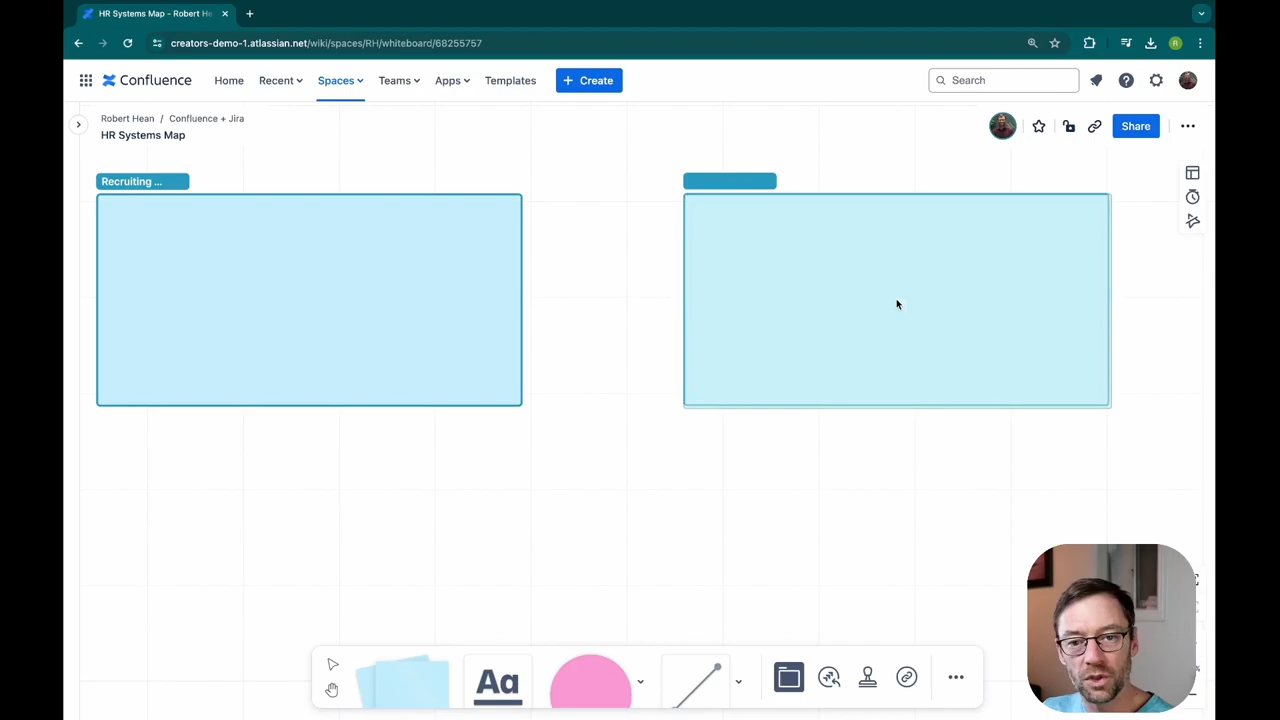 HR Systems Map - Robert He
creators-demo-1.atlassian.net/wiki/spaces/RH/whiteboard/68255757
R
Confluence
Home
Recent
Spaces
Teams
Apps
Templates
+ Create
Search
Robert Hean / Confluence + Jira
HR Systems Map
Share
Recruiting ...
Aa